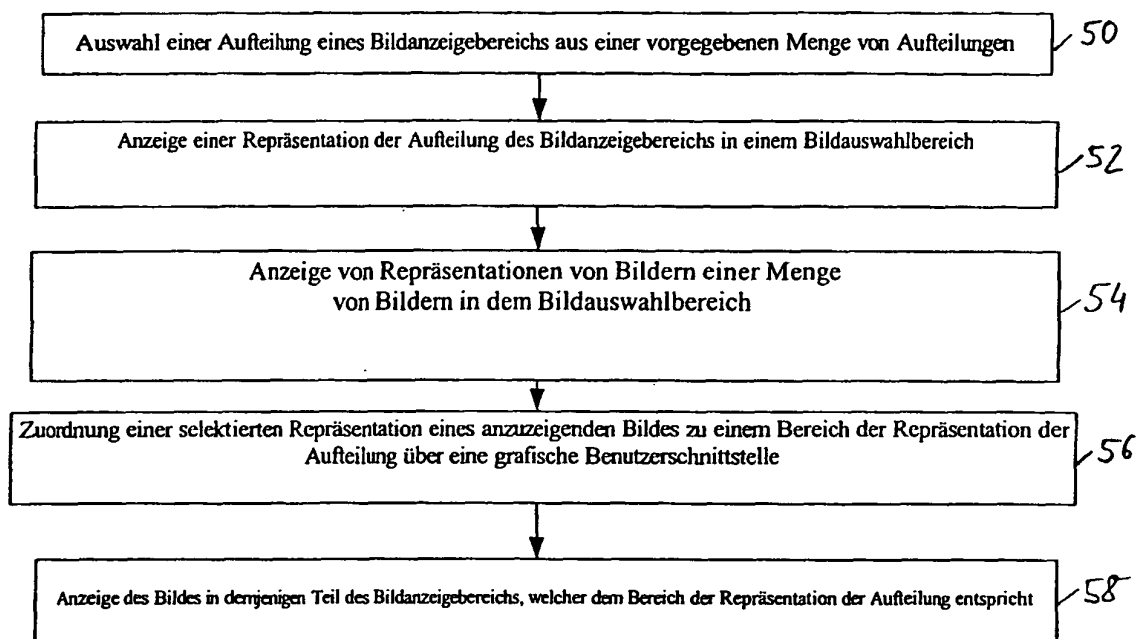 Auswahl einer Aufteilung eines Bildanzeigebereichs aus einer vorgegebenen Menge von Aufteilungen
50
Anzeige einer Repräsentation der Aufteilung des Bildanzeigebereichs in einem Bildauswahlbereich
52
Anzeige von Repräsentationen von Bildern einer Menge
von Bildern in dem Bildauswahlbereich
54
Zuordnung einer selektierten Repräsentation eines anzuzeigenden Bildes zu einem Bereich der Repräsentation der
Aufteilung über eine grafische Benutzerschnittstelle
56
Anzeige des Bildes in demjenigen Teil des Bildanzeigebereichs, welcher dem Bereich der Repräsentation der Aufteilung entspricht
58